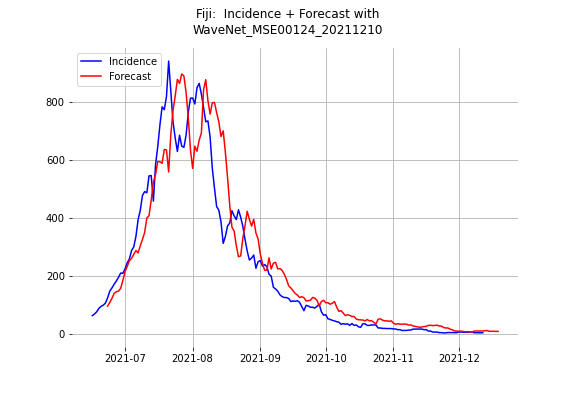 Fiji:  Incidence + Forecast with
WaveNet_MSE00124_20211210
Incidence
Forecast
800
600
400
200
0
2021-07 2021-08 2021-09 2021-10 2021-11 2021-12